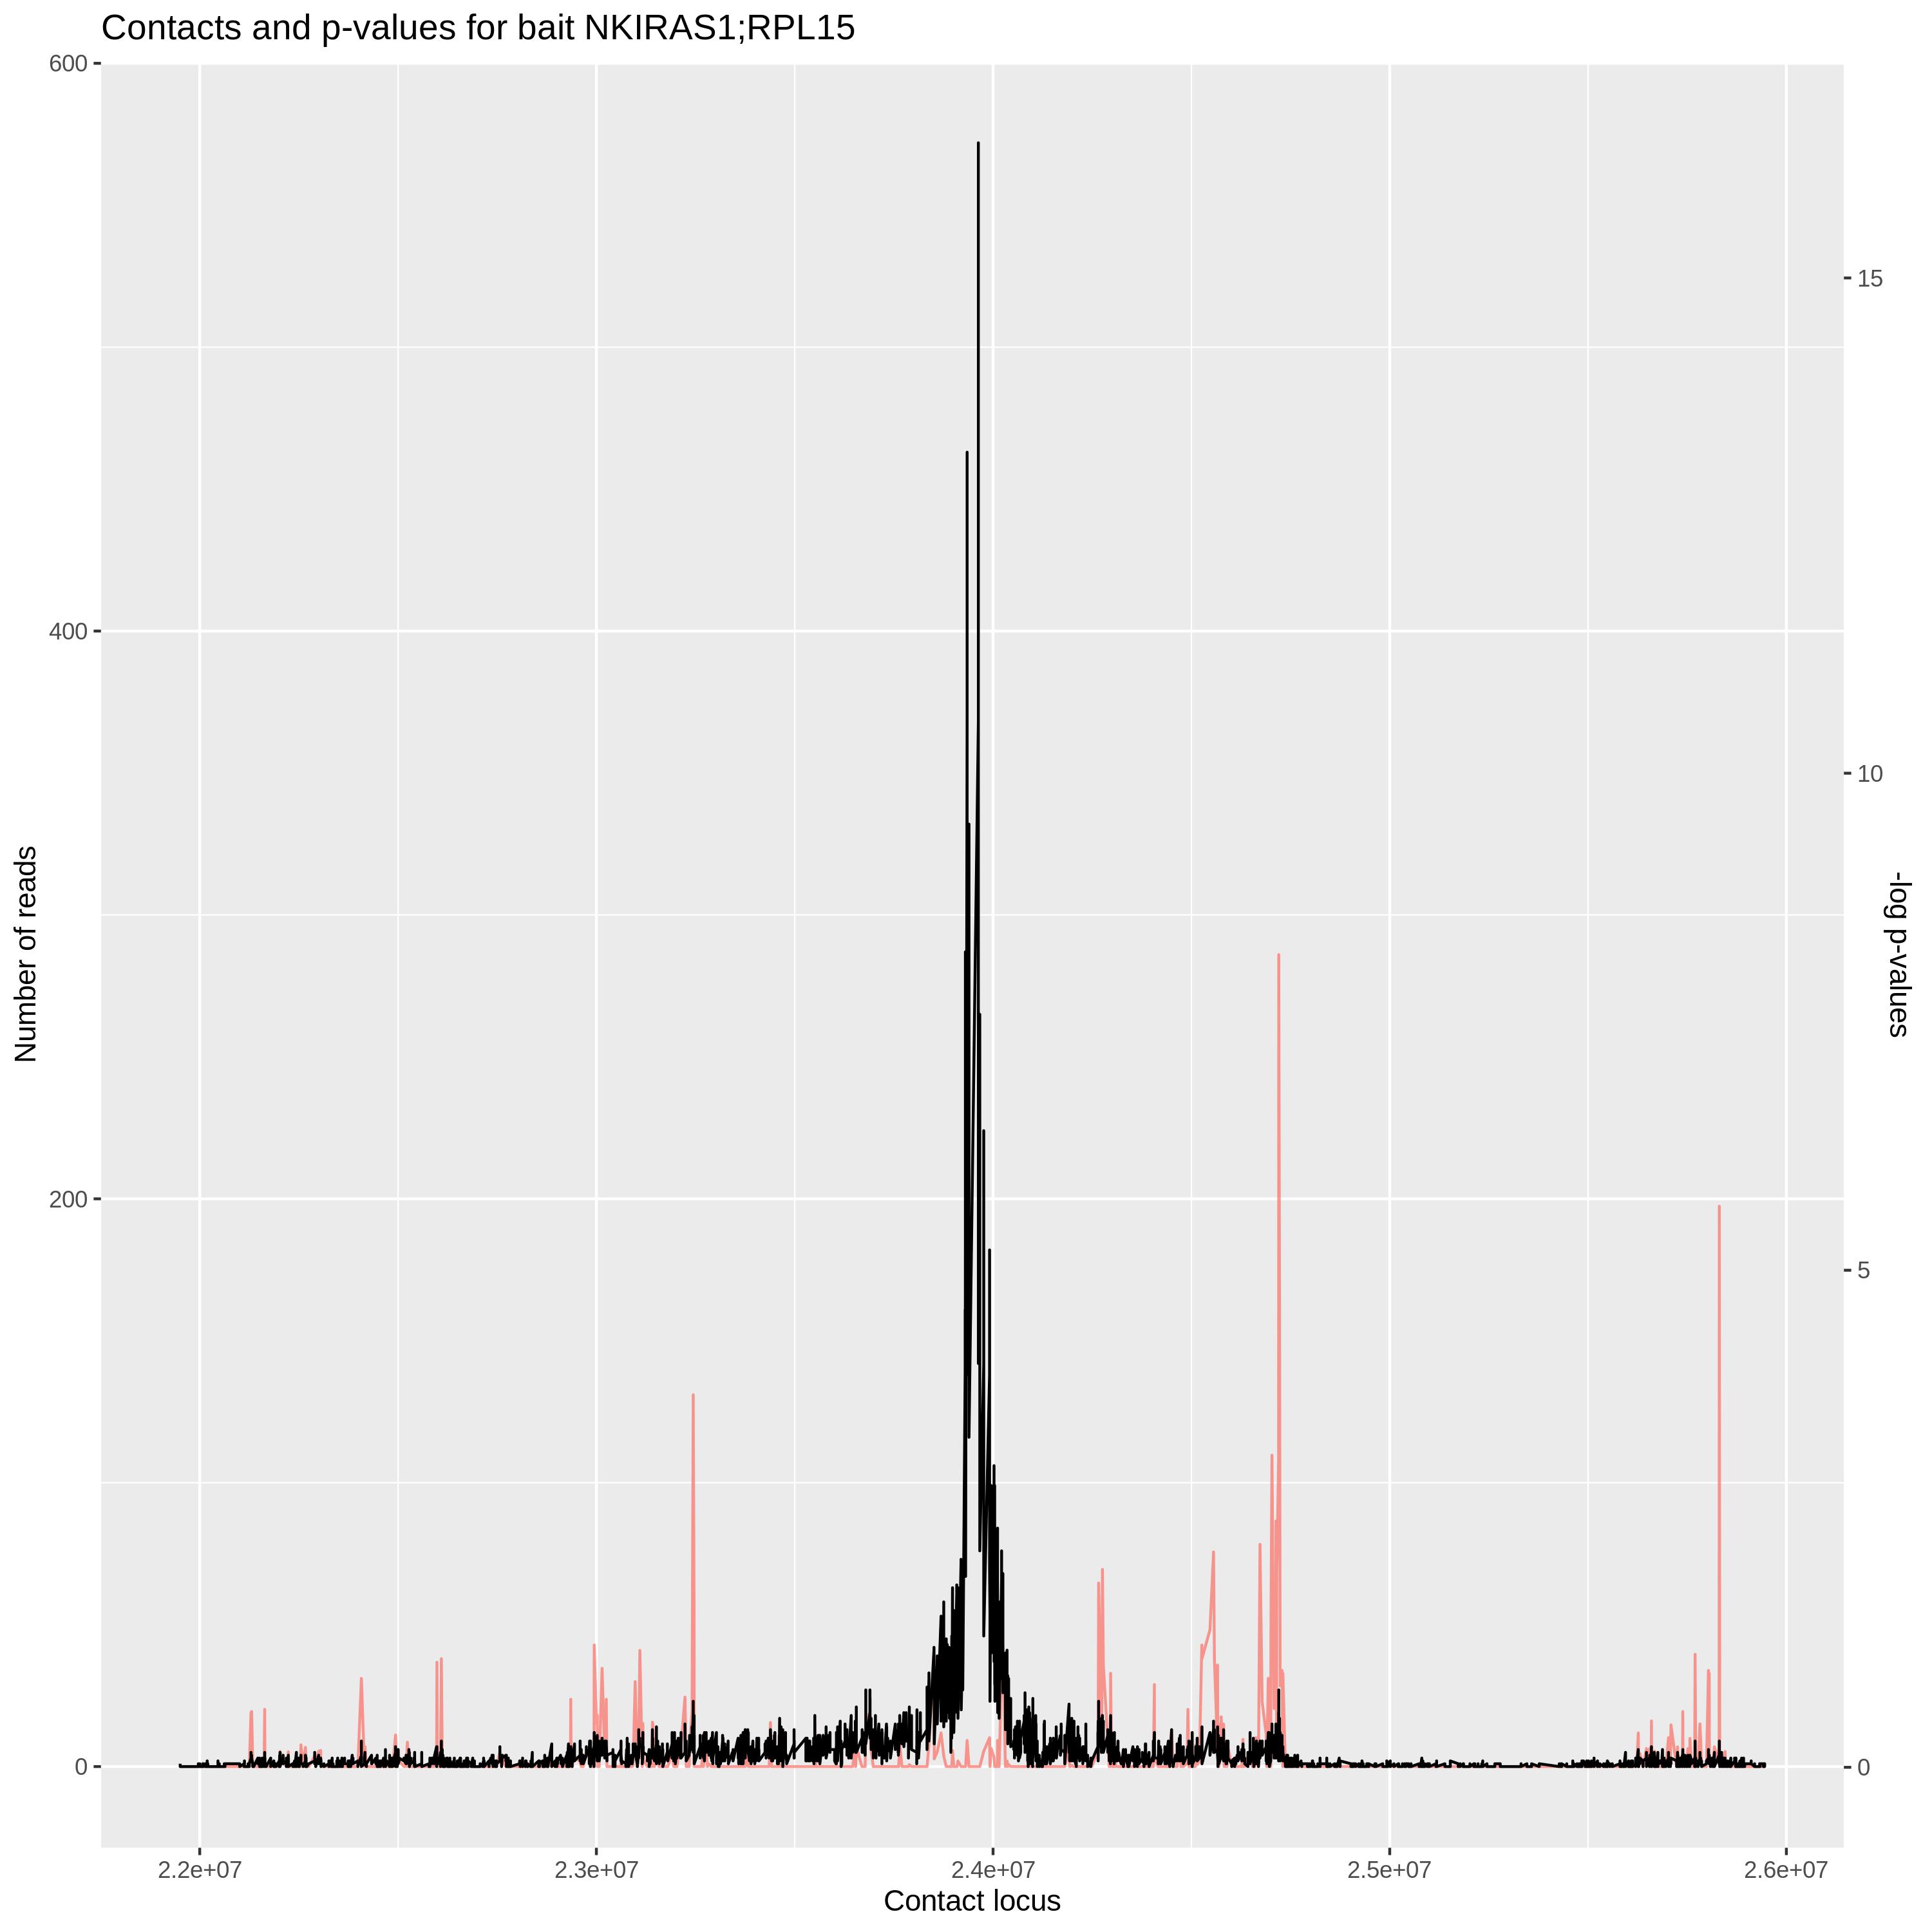 Contacts and p-values for bait NKIRAS1;RPL15
600
400
200
0
Number of reads
15
10
5
0
-log p-values
2.2e+07
2.3e+07
2.4e+07
2.5e+07
2.6e+07
Contact locus